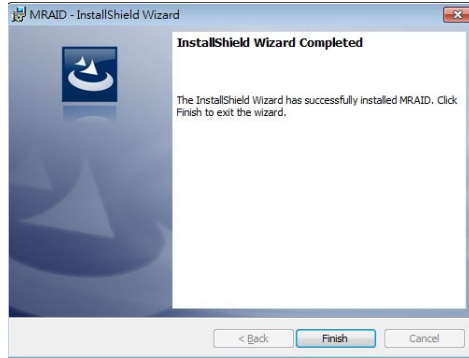 MRAID - InstallShield Wizard
InstallShield Wizard Completed
The InstallShield Wizard has successfully installed MRAID. Click
Finish to exit the wizard.
< Back
Finish
Cancel